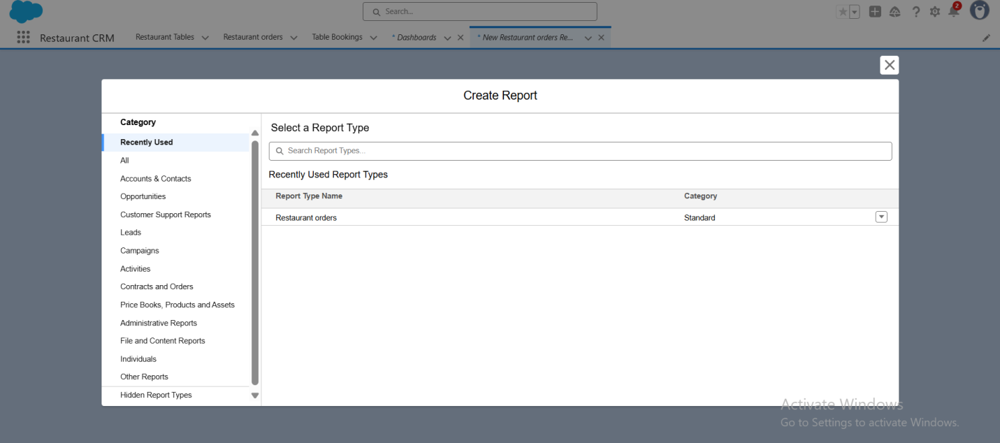 Search...
2
Restaurant CRM
Restaurant Tables
Restaurant orders
Table Bookings
* Dashboards
* New Restaurant orders Re...
Create Report
Category
Recently Used
All
Accounts & Contacts
Opportunities
Customer Support Reports
Leads
Campaigns
Activities
Contracts and Orders
Price Books, Products and Assets
Administrative Reports
File and Content Reports
Individuals
Other Reports
Hidden Report Types
Select a Report Type
Search Report Types...
Recently Used Report Types
Report Type Name Category
Restaurant orders Standard
Activate Windows
Go to Settings to activate Windows.